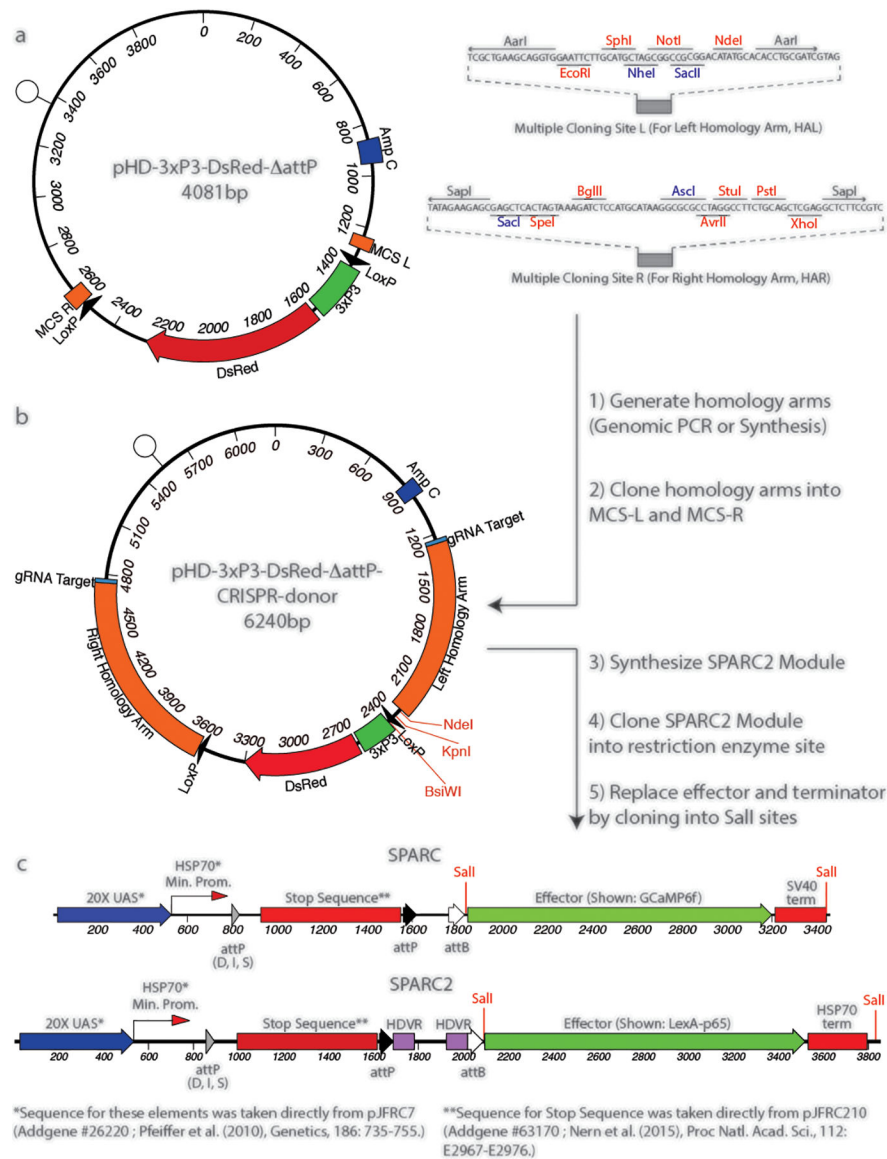 a
0
200
400
600
800
1000
1200
1400
1600
1800
2000
2200
2400
2600
2800
3000
3200
3400
3600
3800
Amp C
MCS L
LoxP
3xP3
DsRed
LoxP
MCS R
pHD-3xP3-DsRed-ΔattP
4081bp
AarI
SphI
NotI
NdeI
AarI
TCGCTGAAGCAGGTGGAATTCTTGCATGCTAGCGGCCGCGGACATATGCACACCTGCGATCGTAG
EcoRI
NheI
SacII
Multiple Cloning Site L (For Left Homology Arm, HAL)
SapI
BglII
AscI
StuI
PstI
SapI
TATAGAAGAGCGAGCTCACTAGTAAAGATCTCCATGCATAAGGCGCGCCTAGGCCTTCTGCAGCTCGAGGCTCTTCCGTC
SacI
SpeI
AvrII
XhoI
Multiple Cloning Site R (For Right Homology Arm, HAR)
1) Generate homology arms
(Genomic PCR or Synthesis)
2) Clone homology arms into
MCS-L and MCS-R
b
0
300
600
900
1200
1500
1800
2100
2400
2700
3000
3300
3600
3900
4200
4500
4800
5100
5400
5700
6000
Amp C
gRNA Target
Left Homology Arm
NdeI
KpnI
BsiWI
LoxP
3xP3
DsRed
LoxP
Right Homology Arm
gRNA Target
pHD-3xP3-DsRed-ΔattP-
CRISPR-donor
6240bp
3) Synthesize SPARC2 Module
4) Clone SPARC2 Module
into restriction enzyme site
5) Replace effector and terminator
by cloning into SalI sites
c
SPARC
20X UAS*
HSP70*
Min. Prom.
Stop Sequence**
SalI
Effector (Shown: GCaMP6f)
SV40
term
SalI
200 400 600 800 1000 1200 1400 1600 1800 2000 2200 2400 2600 2800 3000 3200 3400
attP
(D, I, S)
attP
attB
SPARC2
20X UAS*
HSP70*
Min. Prom.
Stop Sequence**
HDVR
HDVR
SalI
Effector (Shown: LexA-p65)
HSP70
term
SalI
200 400 600 800 1000 1200 1400 1600 1800 2000 2200 2400 2600 2800 3000 3200 3400 3600 3800
attP
(D, I, S)
attP
attB
*Sequence for these elements was taken directly from pJFRC7
(Addgene #26220 ; Pfeiffer et al. (2010), Genetics, 186: 735-755.)
**Sequence for Stop Sequence was taken directly from pJFRC210
(Addgene #63170 ; Nern et al. (2015), Proc Natl. Acad. Sci., 112:
E2967-E2976.)